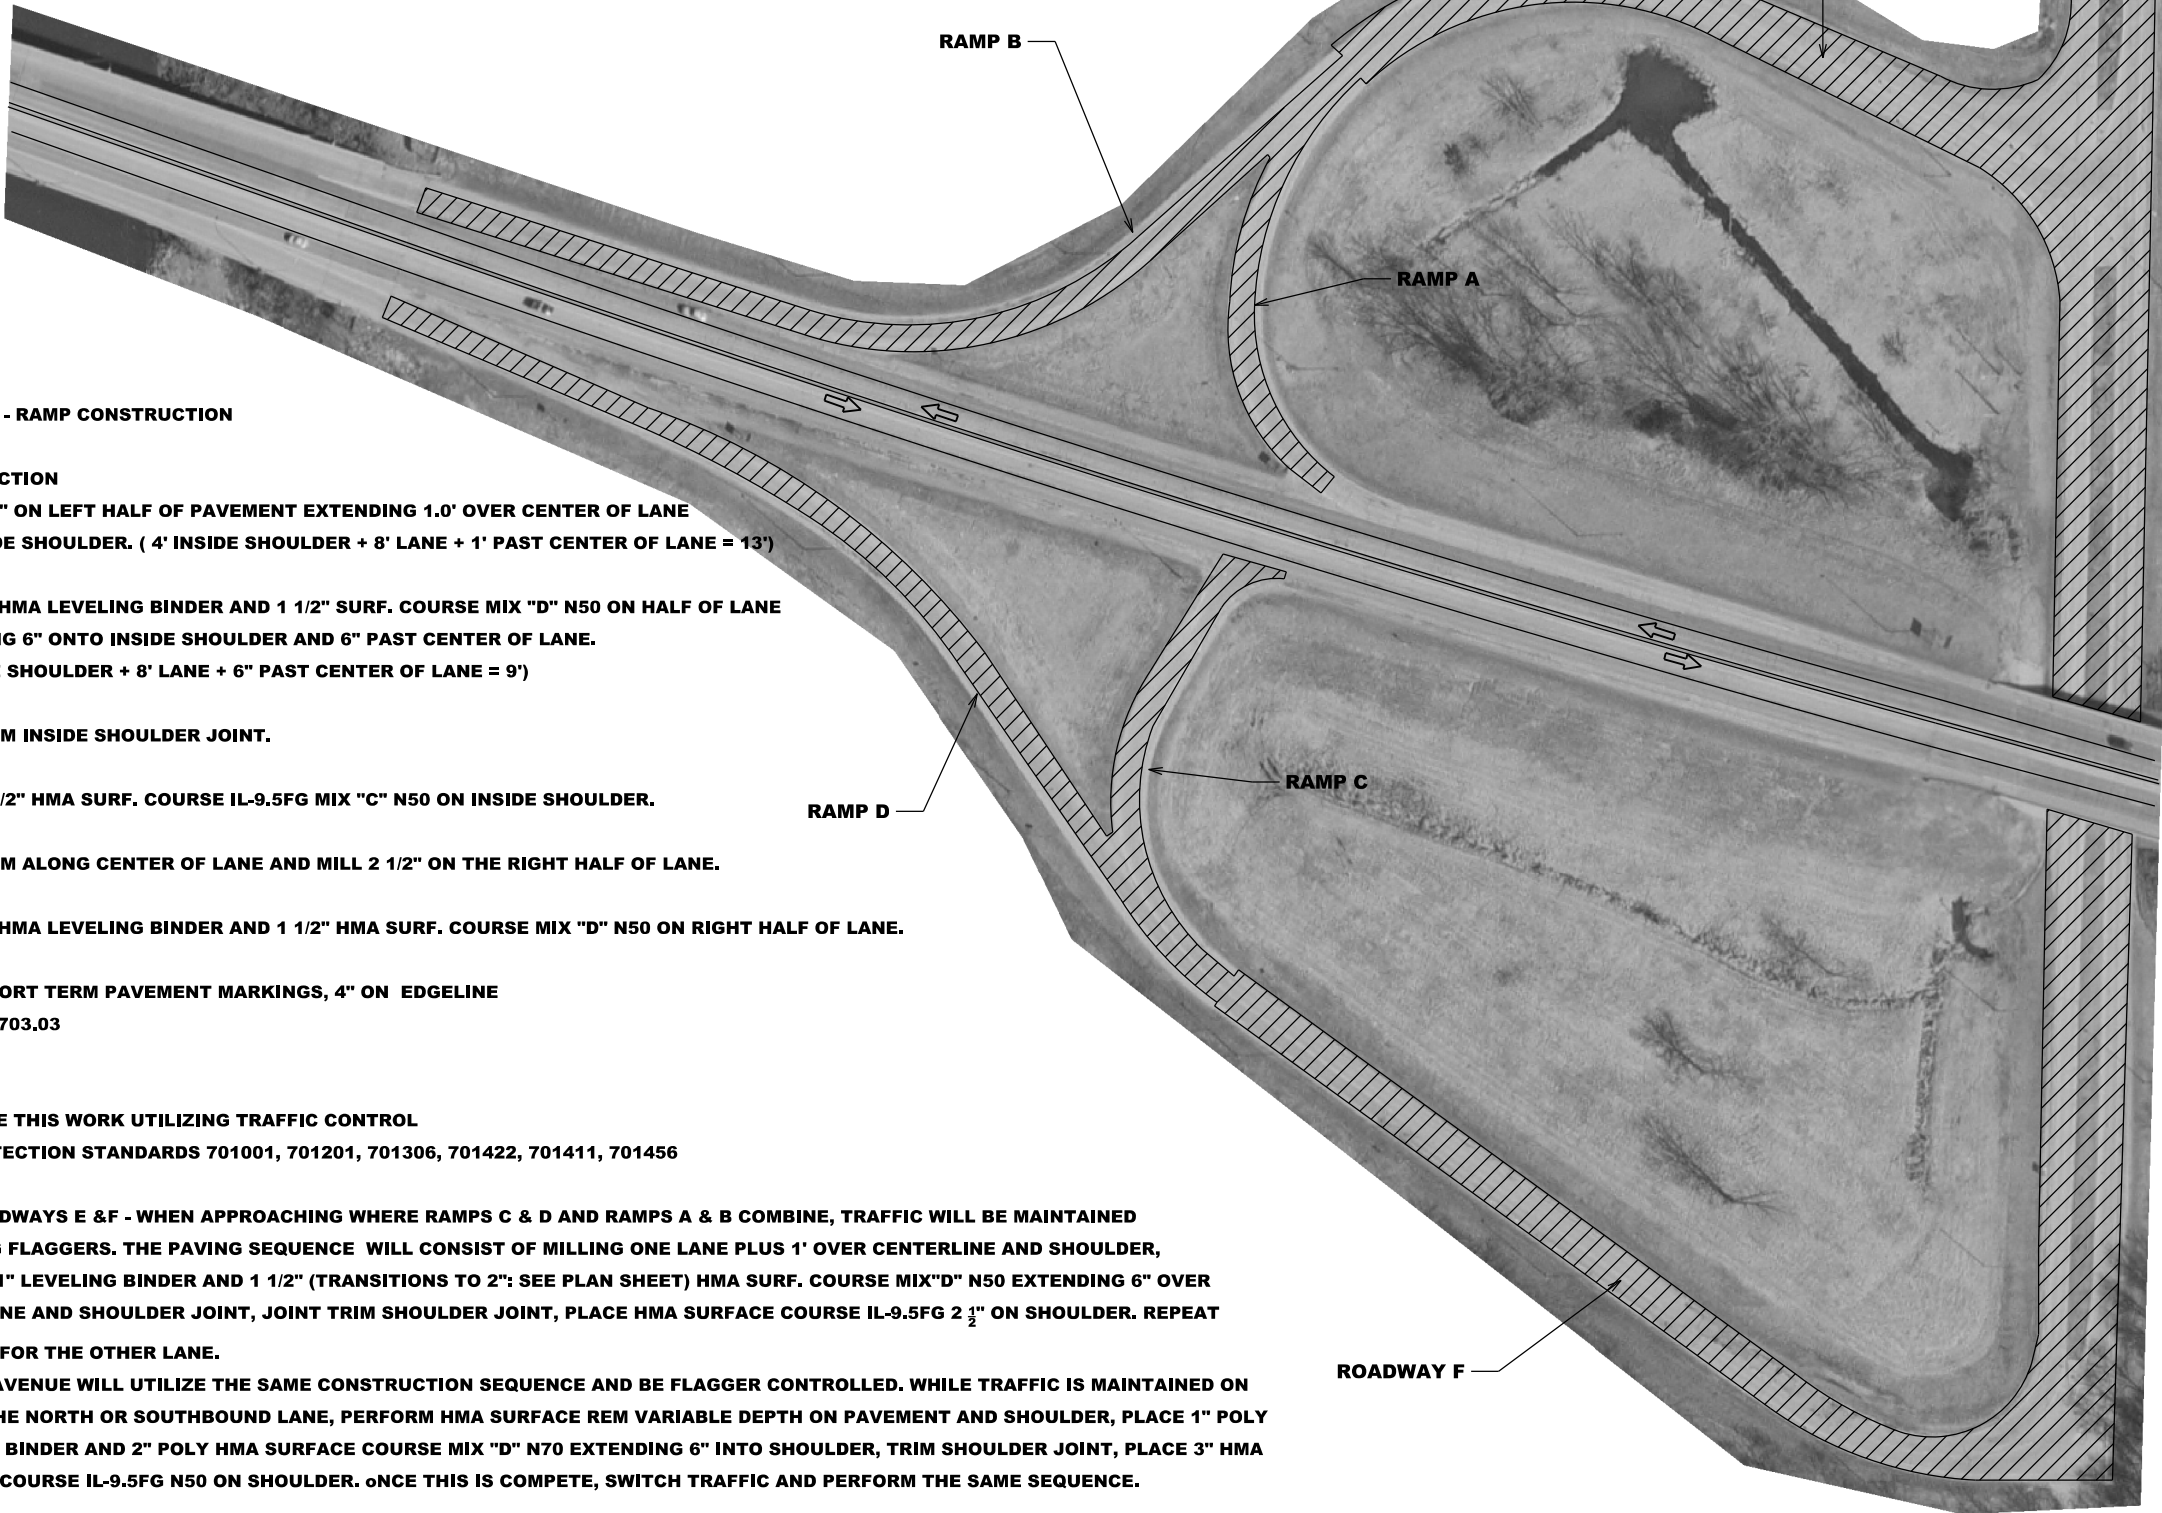 RAMP B
RAMP A
- RAMP CONSTRUCTION
CTION
" ON LEFT HALF OF PAVEMENT EXTENDING 1.0' OVER CENTER OF LANE
DE SHOULDER. ( 4' INSIDE SHOULDER + 8' LANE + 1' PAST CENTER OF LANE = 13')
HMA LEVELING BINDER AND 1 1/2" SURF. COURSE MIX "D" N50 ON HALF OF LANE
G 6" ONTO INSIDE SHOULDER AND 6" PAST CENTER OF LANE.
SHOULDER + 8' LANE + 6" PAST CENTER OF LANE = 9')
M INSIDE SHOULDER JOINT.
/2" HMA SURF. COURSE IL-9.5FG MIX "C" N50 ON INSIDE SHOULDER.
RAMP C
RAMP D
M ALONG CENTER OF LANE AND MILL 2 1/2" ON THE RIGHT HALF OF LANE.
HMA LEVELING BINDER AND 1 1/2" HMA SURF. COURSE MIX "D" N50 ON RIGHT HALF OF LANE.
ORT TERM PAVEMENT MARKINGS, 4" ON EDGELINE
703.03
E THIS WORK UTILIZING TRAFFIC CONTROL
TECTION STANDARDS 701001, 701201, 701306, 701422, 701411, 701456
DWAYS E &F - WHEN APPROACHING WHERE RAMPS C & D AND RAMPS A & B COMBINE, TRAFFIC WILL BE MAINTAINED
G FLAGGERS. THE PAVING SEQUENCE WILL CONSIST OF MILLING ONE LANE PLUS 1' OVER CENTERLINE AND SHOULDER,
1" LEVELING BINDER AND 1 1/2" (TRANSITIONS TO 2": SEE PLAN SHEET) HMA SURF. COURSE MIX"D" N50 EXTENDING 6" OVER
NE AND SHOULDER JOINT, JOINT TRIM SHOULDER JOINT, PLACE HMA SURFACE COURSE IL-9.5FG 2 ½" ON SHOULDER. REPEAT
FOR THE OTHER LANE.
AVENUE WILL UTILIZE THE SAME CONSTRUCTION SEQUENCE AND BE FLAGGER CONTROLLED. WHILE TRAFFIC IS MAINTAINED ON
HE NORTH OR SOUTHBOUND LANE, PERFORM HMA SURFACE REM VARIABLE DEPTH ON PAVEMENT AND SHOULDER, PLACE 1" POLY
BINDER AND 2" POLY HMA SURFACE COURSE MIX "D" N70 EXTENDING 6" INTO SHOULDER, TRIM SHOULDER JOINT, PLACE 3" HMA
COURSE IL-9.5FG N50 ON SHOULDER. oNCE THIS IS COMPETE, SWITCH TRAFFIC AND PERFORM THE SAME SEQUENCE.
ROADWAY F